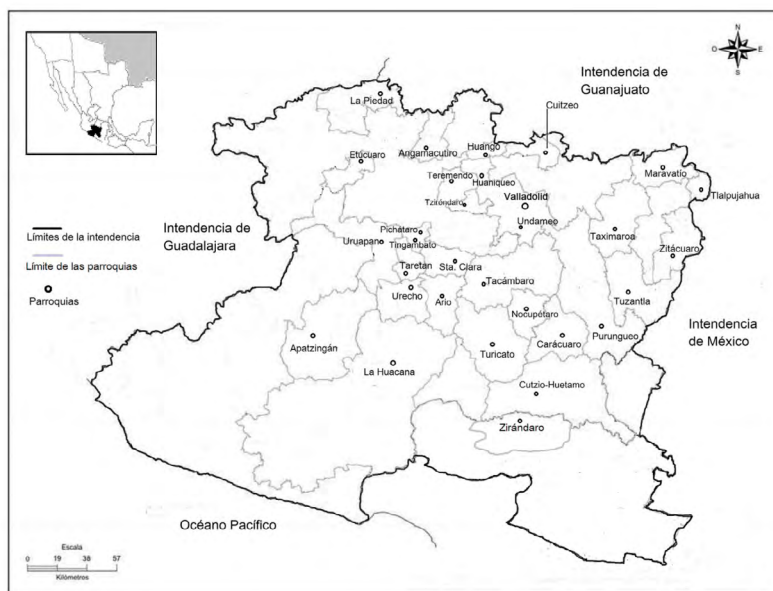 N
O
E
S
Intendencia de
Guanajuato
La Piedad
Cuitzeo
Etúcuaro
Angamacutiro
Huango
Maravatío
Teremendo
Huaniqueo
Tlalpujahua
Tziróndaro
Valladolid
Límites de la intendencia
Intendencia de
Guadalajara
Pichátaro
Undameo
Taximaroa
Uruapan
Tingambato
Zitácuaro
Límite de las parroquias
Taretan
Sta. Clara
Tacámbaro
Parroquias
Urecho
Ario
Tuzantla
Nocupétaro
Intendencia
de México
Apatzingán
Turicato
Carácuaro
Purungueo
La Huacana
Cutzio-Huetamo
Zirándaro
Océano Pacífico
Escala
0 19 38 57
Kilómetros